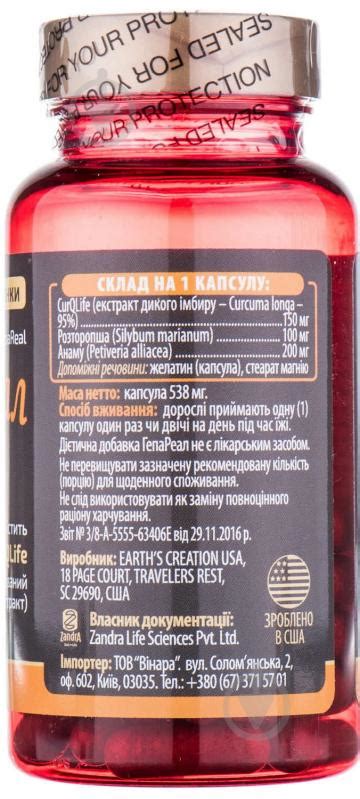 SEALED FOR YOUR PROTECTION
SEALED FOR YOUR PROTECTION
НКИ
СКЛАД НА 1 КАПСУЛУ:
CurQLife (екстракт дикого імбиру – Curcuma longa –
95%) 150 мг
Розторопша (Silybum marianum) 100 мг
Анаму (Petiveria alliacea) 200 мг
Допоміжні речовини: желатин (капсула), стеарат магнію
Маса нетто: капсула 538 мг.
Спосіб вживання: дорослі приймають одну (1)
капсулу один раз чи двічі на день під час їжі.
Дієтична добавка ГепаРеал не є лікарським засобом.
Не перевищувати зазначену рекомендовану кількість
(порцію) для щоденного споживання.
Не слід використовувати як заміну повноцінного
раціону харчування.
Звіт № 3/8-А-5555-63406Е від 29.11.2016 р.
Виробник: EARTH'S CREATION USA,
18 PAGE COURT, TRAVELERS REST,
SC 29690, США
ЗРОБЛЕНО
В США
ZandrA
Власник документації:
Zandra Life Sciences Pvt. Ltd.
Імпортер: ТОВ "Вінара". вул. Солом'янська, 2,
оф. 602, Київ, 03035. Тел.: +380 (67) 371 57 01